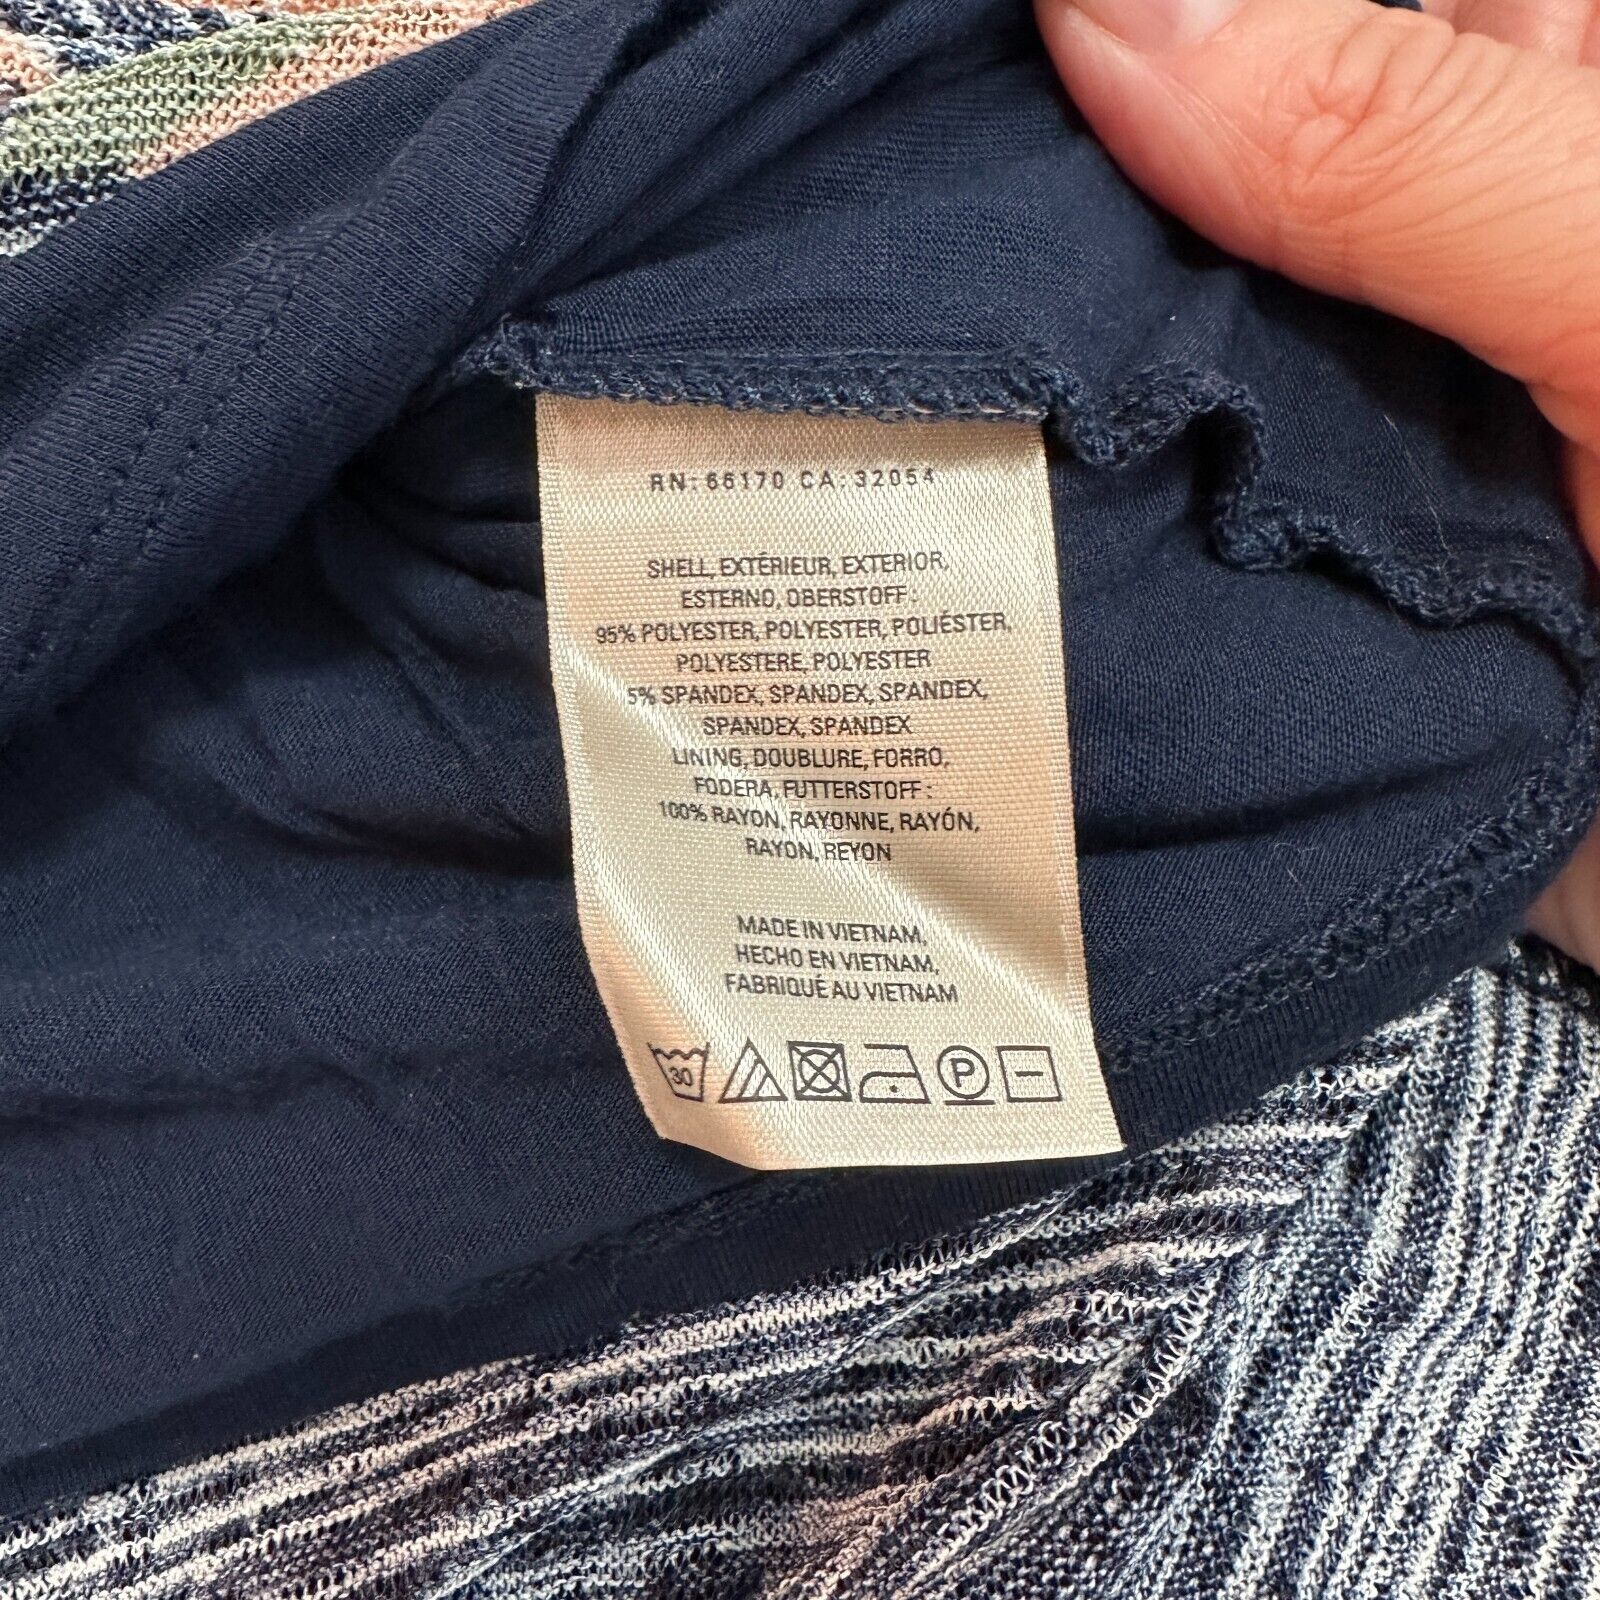 RN: 66170 CA: 32054
SHELL, EXTÉRIEUR, EXTERIOR,
ESTERNO, OBERSTOFF :
95% POLYESTER, POLYESTER, POLIÉSTER,
POLYESTERE, POLYESTER
5% SPANDEX, SPANDEX, SPANDEX,
SPANDEX, SPANDEX
LINING, DOUBLURE, FORRO,
FODERA, FUTTERSTOFF :
100% RAYON, RAYONNE, RAYÓN,
RAYON, REYON
MADE IN VIETNAM,
HECHO EN VIETNAM,
FABRIQUÉ AU VIETNAM
30 P